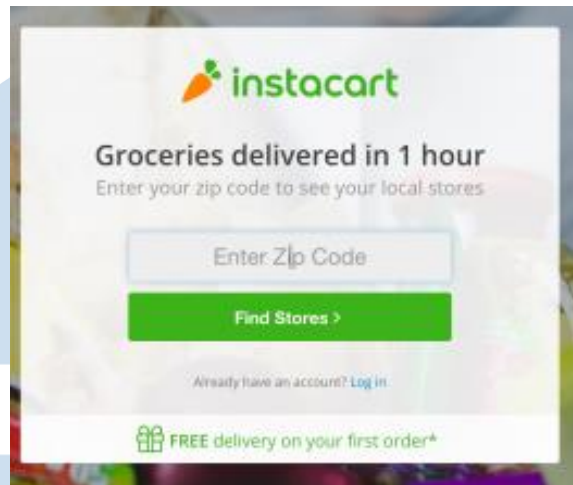 instacart
Groceries delivered in 1 hour
Enter your zip code to see your local stores
Enter Zip Code
Find Stores >
Already have an account? Log in
FREE delivery on your first order*